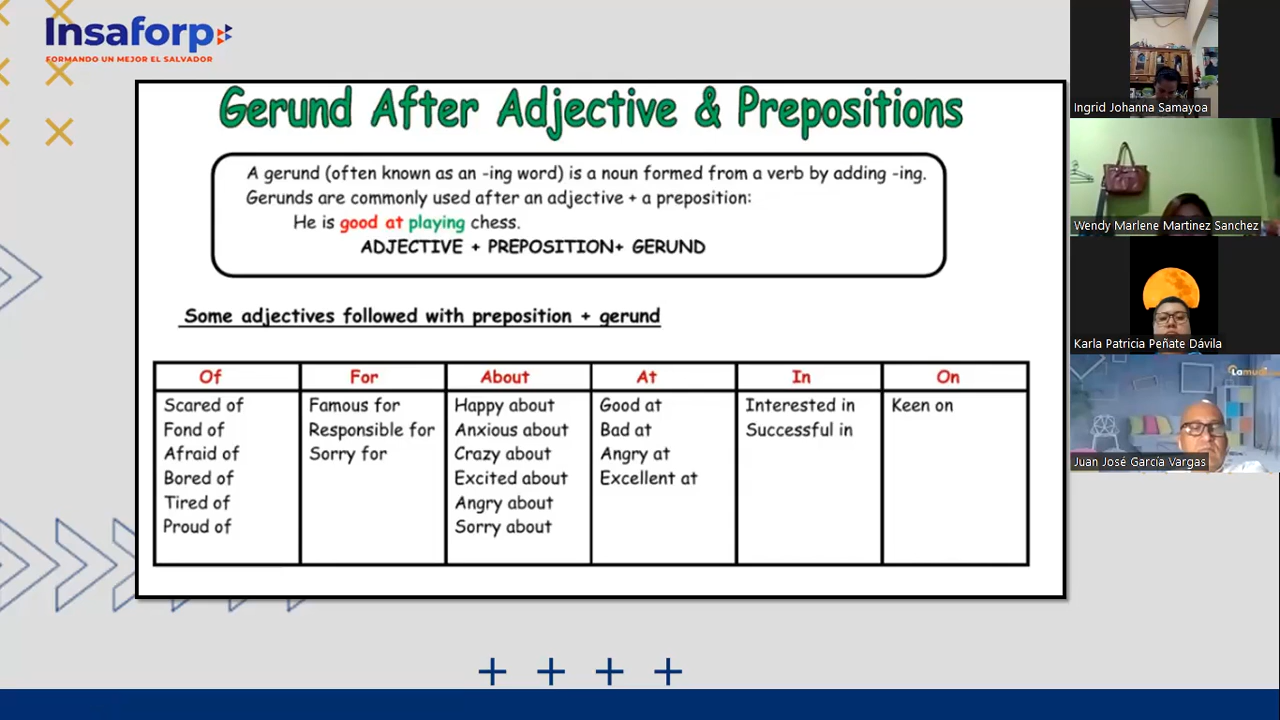 Insaforp
FORMANDO UN MEJOR EL SALVADOR
Gerund After Adjective & Prepositions
A gerund (often known as an -ing word) is a noun formed from a verb by adding -ing.
Gerunds are commonly used after an adjective + a preposition:
He is good at playing chess.
ADJECTIVE + PREPOSITION+ GERUND
Some adjectives followed with preposition + gerund
Of
Scared of
Fond of
Afraid of
Bored of
Tired of
Proud of
For
Famous for
Responsible for
Sorry for
About
Happy about
Anxious about
Crazy about
Excited about
Angry about
Sorry about
At
Good at
Bad at
Angry at
Excellent at
In
Interested in
Successful in
On
Keen on
Ingrid Johanna Samayoa
Wendy Marlene Martinez Sanchez
Karla Patricia Peñate Dávila
Juan José García Vargas